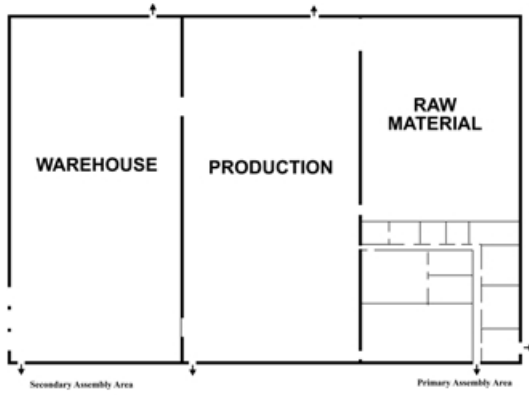 RAW
MATERIAL
WAREHOUSE
PRODUCTION
Secondary Assembly Area
Primary Assembly Area